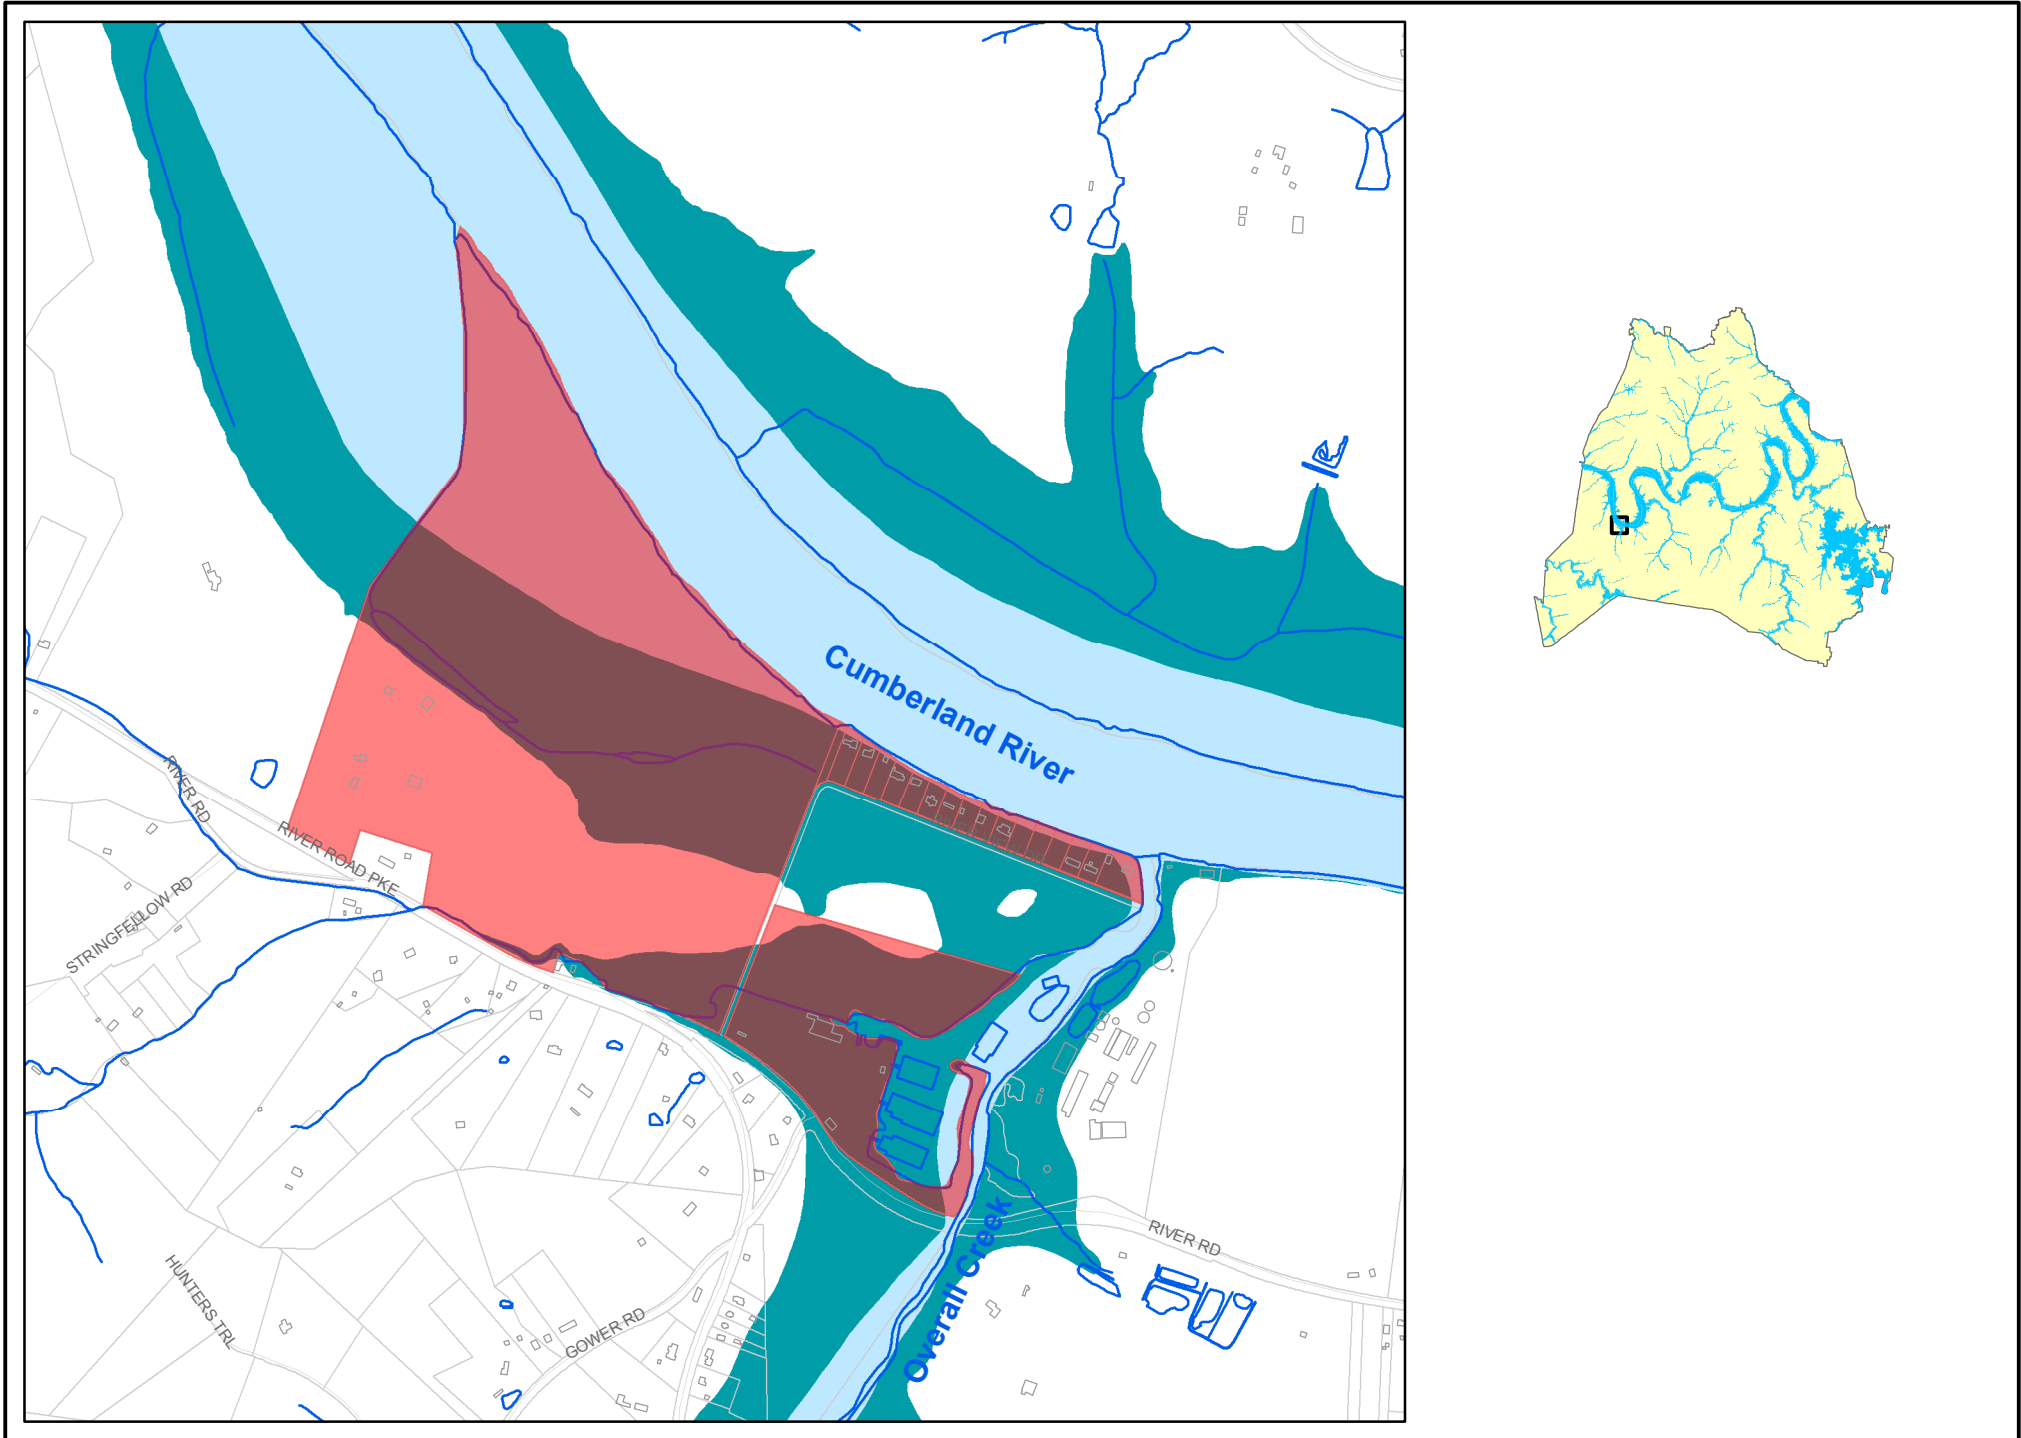 Cumberland River
RIVER RD
RIVER ROAD PKE
STRINGFELLOW RD
RIVER RD
Overall Creek
HUNTERS TRL
GOWER RD